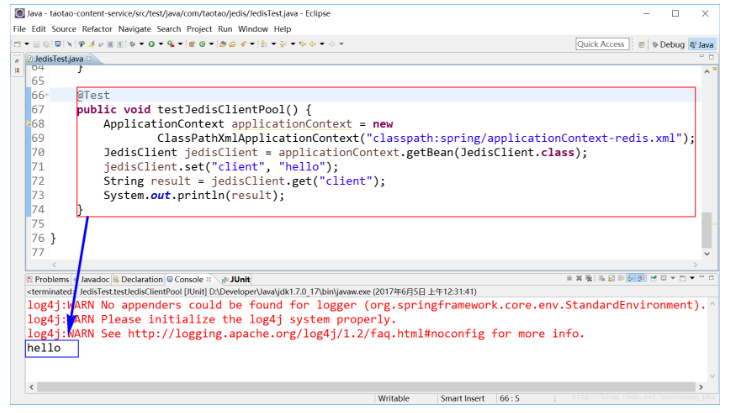 Java - taotao-content-service/src/test/java/com/taotao/jedis/JedisTest.java - Eclipse
File Edit Source Refactor Navigate Search Project Run Window Help
Quick Access Debug Java
JedisTest.java
64 }
65
66 @Test
67 public void testJedisClientPool() {
68 ApplicationContext applicationContext = new
69 ClassPathXmlApplicationContext("classpath:spring/applicationContext-redis.xml");
70 JedisClient jedisClient = applicationContext.getBean(JedisClient.class);
71 jedisClient.set("client", "hello");
72 String result = jedisClient.get("client");
73 System.out.println(result);
74 }
75
76 }
77
Problems Javadoc Declaration Console JUnit
<terminated> JedisTest.testJedisClientPool [JUnit] D:\Developer\Java\jdk1.7.0_17\bin\javaw.exe (2017年6月5日 上午12:31:41)
log4j:WARN No appenders could be found for logger (org.springframework.core.env.StandardEnvironment).
log4j:WARN Please initialize the log4j system properly.
log4j:WARN See http://logging.apache.org/log4j/1.2/faq.html#noconfig for more info.
hello
Writable Smart Insert 66 : 5